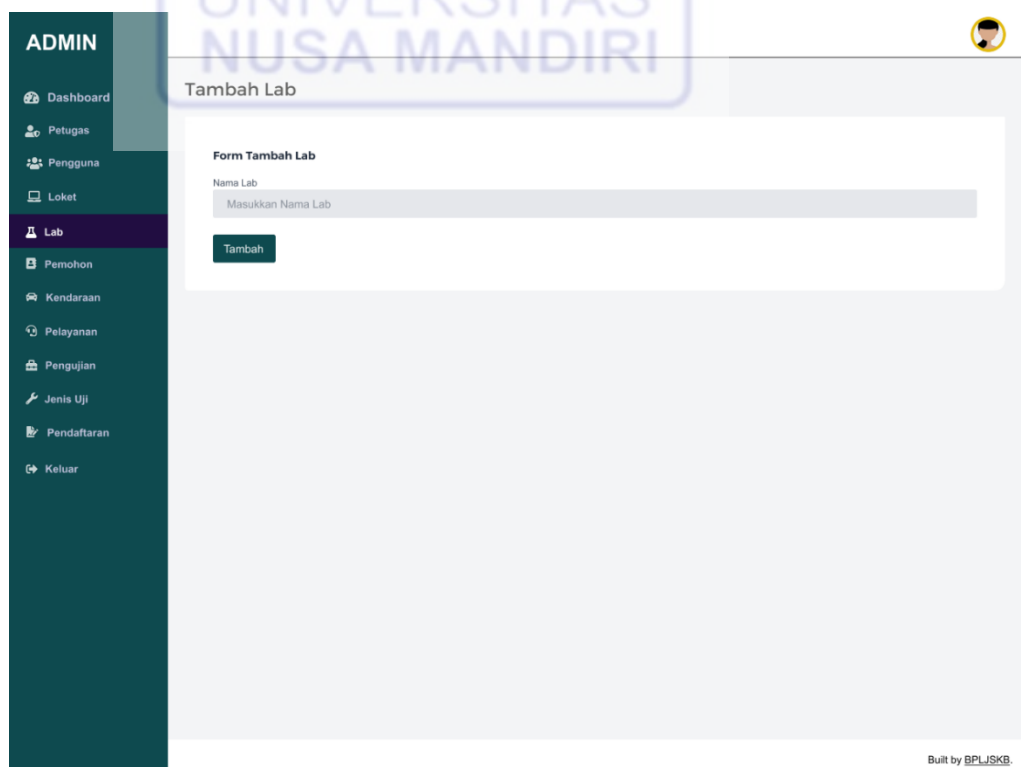 UNIVERSITAS
NUSA MANDIRI
ADMIN
Dashboard
Petugas
Pengguna
Loket
Lab
Pemohon
Kendaraan
Pelayanan
Pengujian
Jenis Uji
Pendaftaran
Keluar
Tambah Lab
Form Tambah Lab
Nama Lab
Masukkan Nama Lab
Tambah
Built by BPLJSKB.